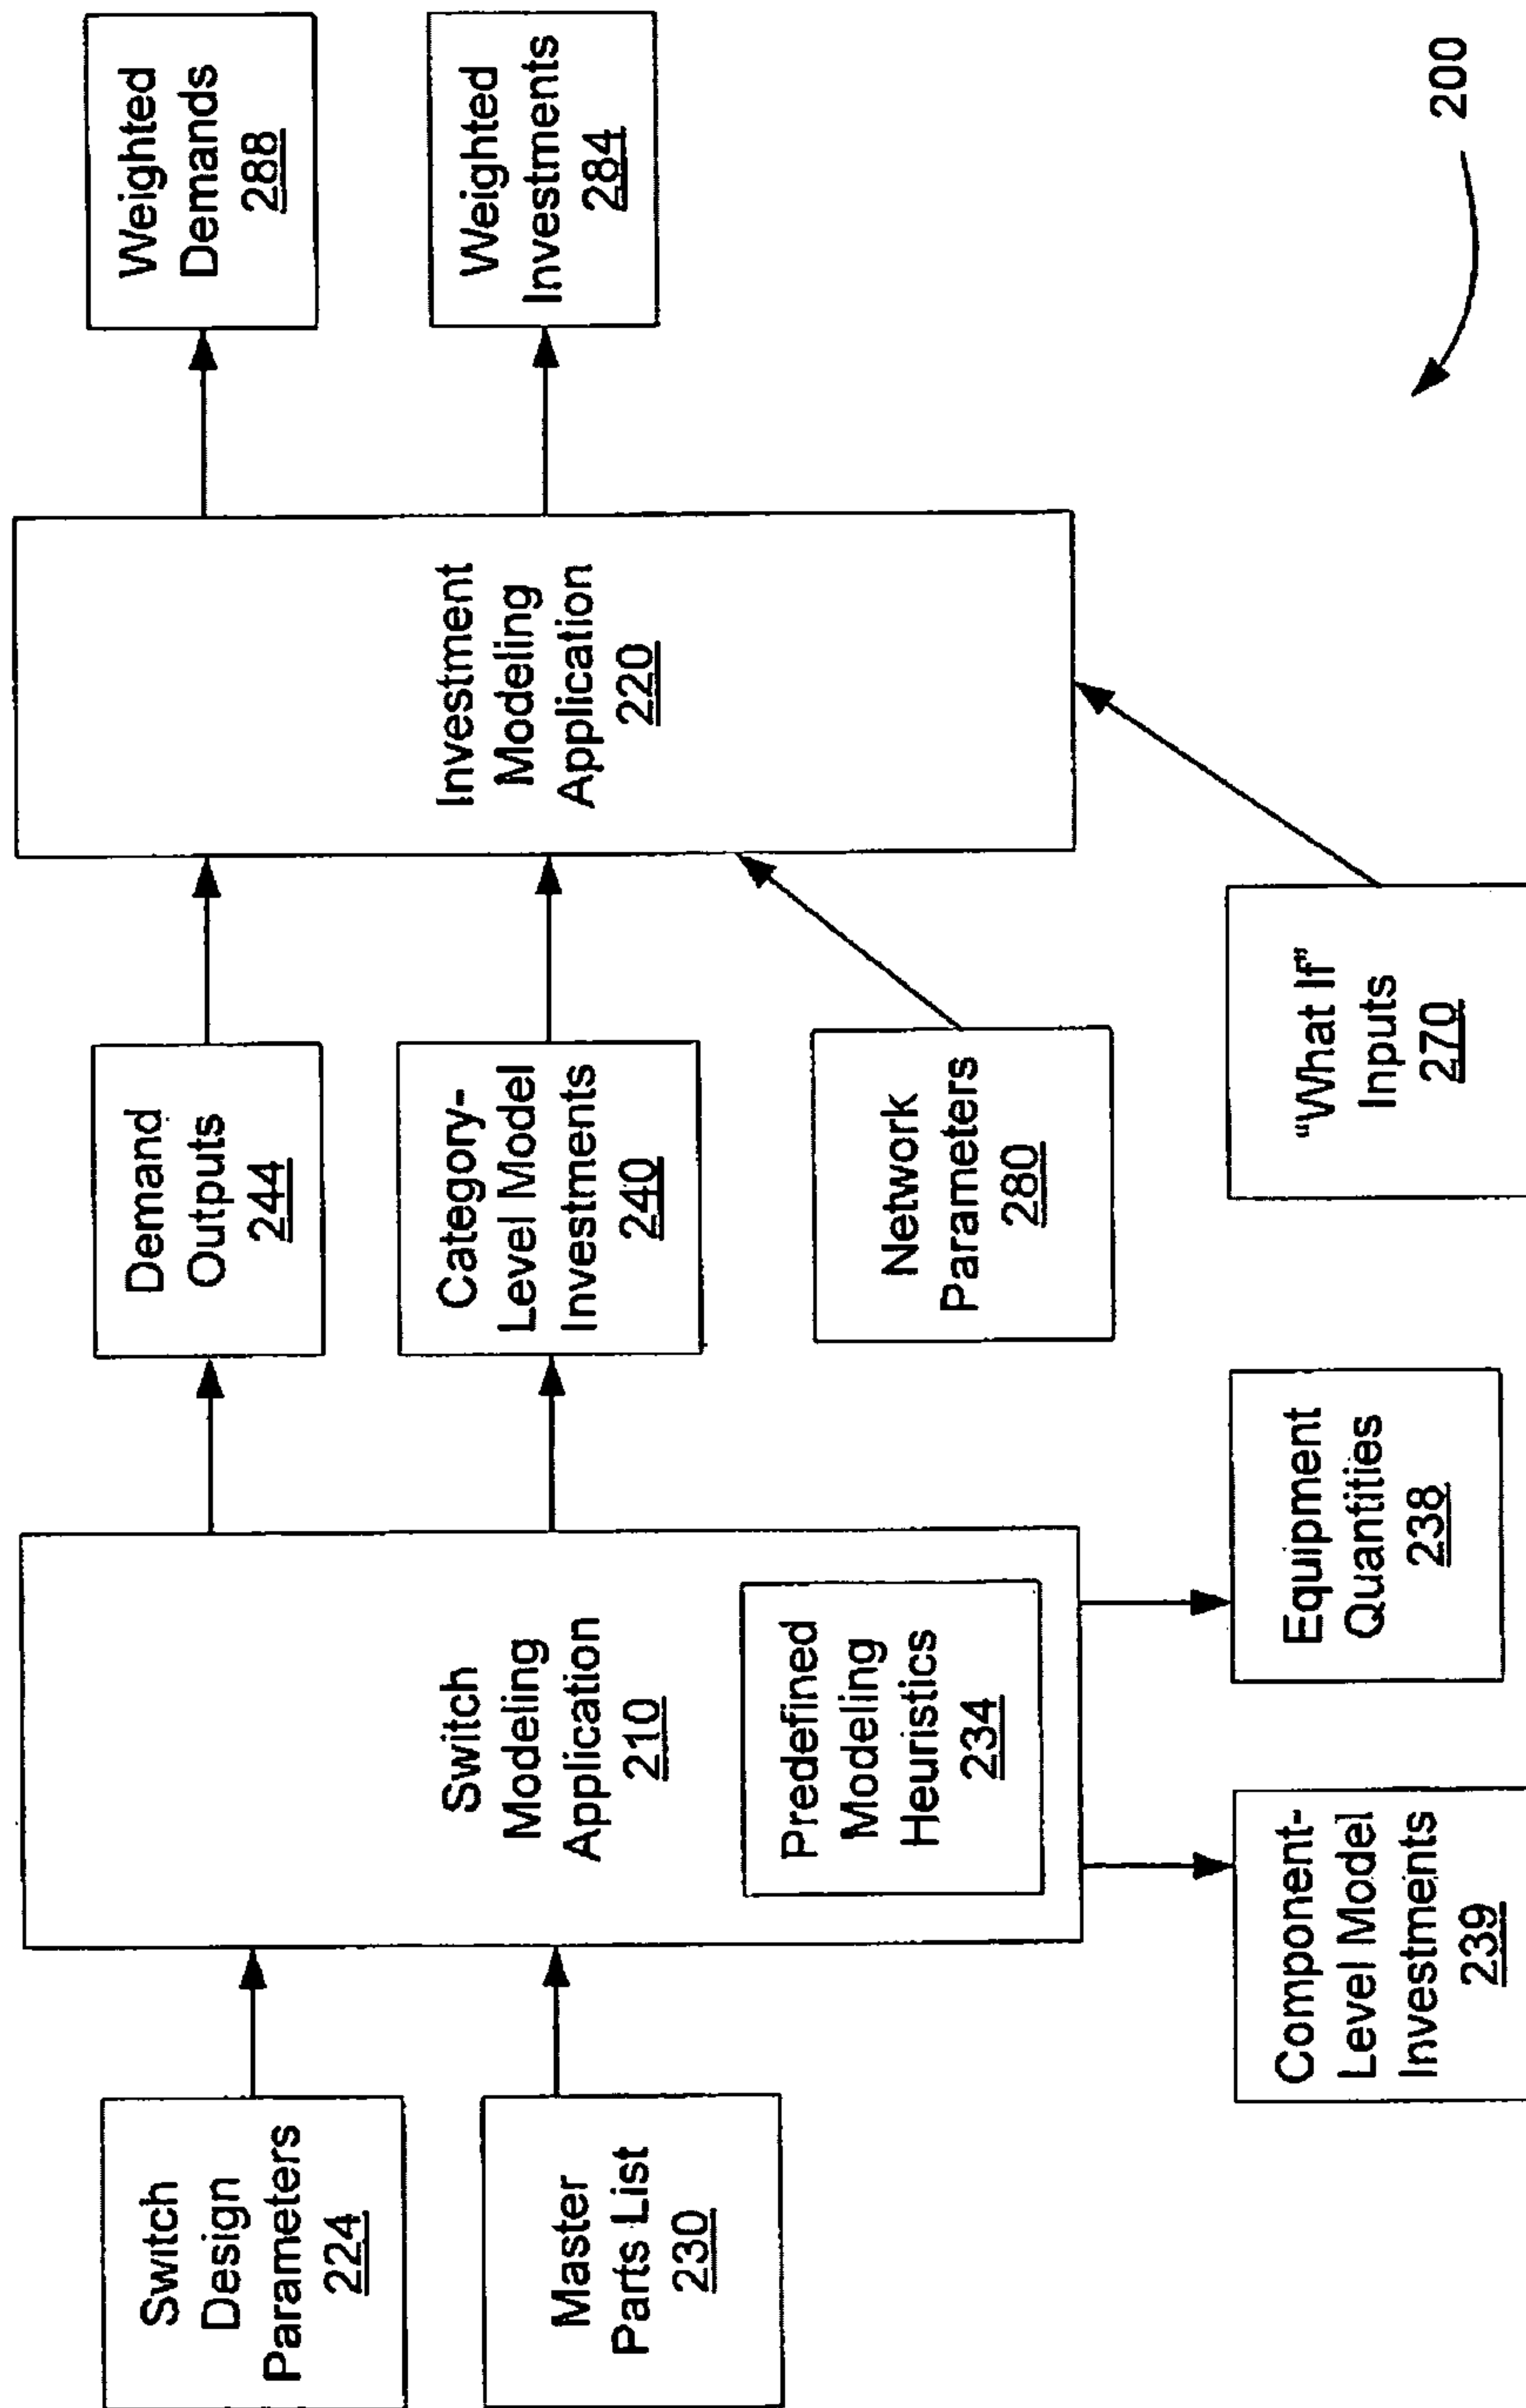 Switch
Design
Parameters
224
Master
Parts List
230
Switch
Modeling
Application
210
Predefined
Modeling
Heuristics
234
Component-
Level Model
Investments
239
Equipment
Quantities
238
Demand
Outputs
244
Category-
Level Model
Investments
240
Network
Parameters
280
"What If"
Inputs
270
Investment
Modeling
Application
220
Weighted
Demands
288
Weighted
Investments
284
200